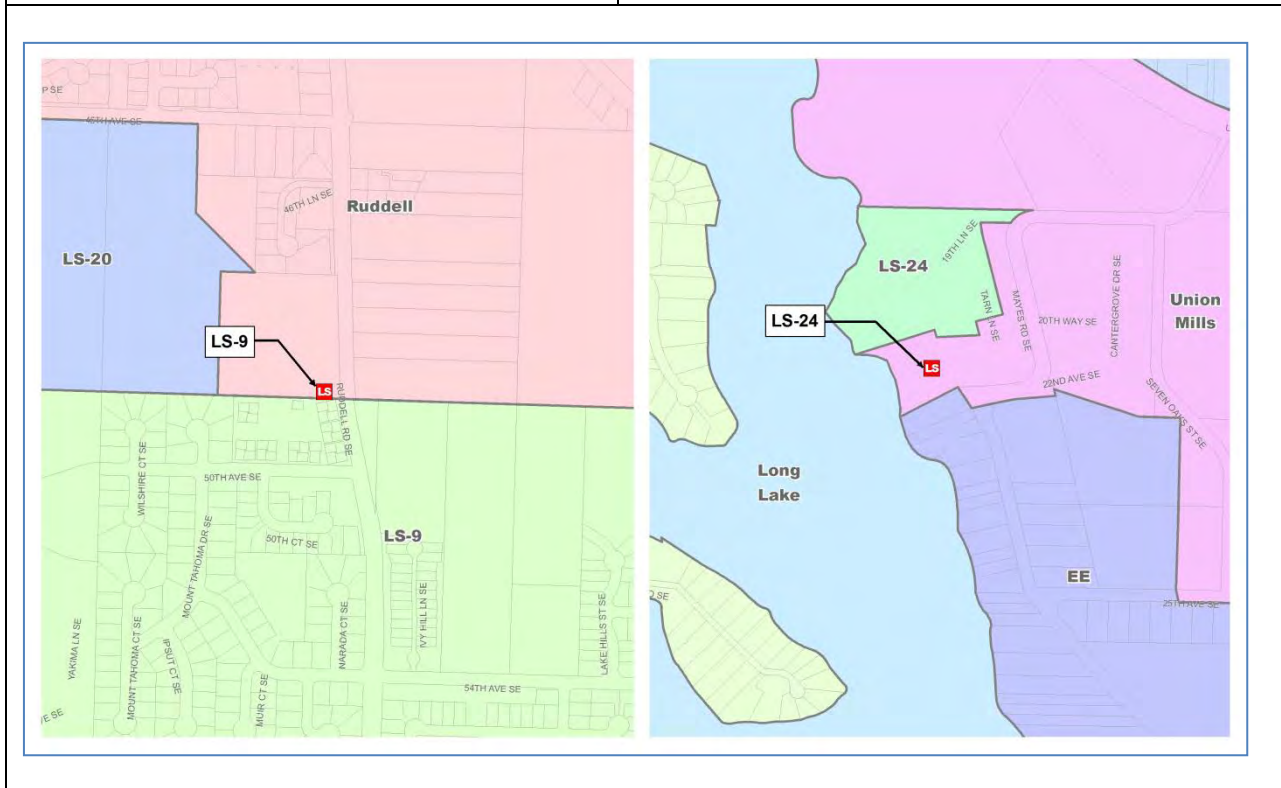 45TH AVE SE
46TH LN SE
Ruddell
LS-20
LS-9
LS
RUDDELL RD SE
50TH AVE SE
WILSHIRE CT SE
MOUNT TAHOMA DR SE
50TH CT SE
LS-9
YAKIMA LN SE
MOUNT TAHOMA CT SE
IPSUT CT SE
MUIR CT SE
NARADA CT SE
IVY HILL LN SE
LAKE HILLS ST SE
54TH AVE SE
VE SE
LS-24
19TH LN SE
LS-24
LS
TARN LN SE
MAYES RD SE
20TH WAY SE
CANTERGROVE DR SE
Union
Mills
22ND AVE SE
SEVEN OAKS ST SE
Long
Lake
EE
25TH AVE SE